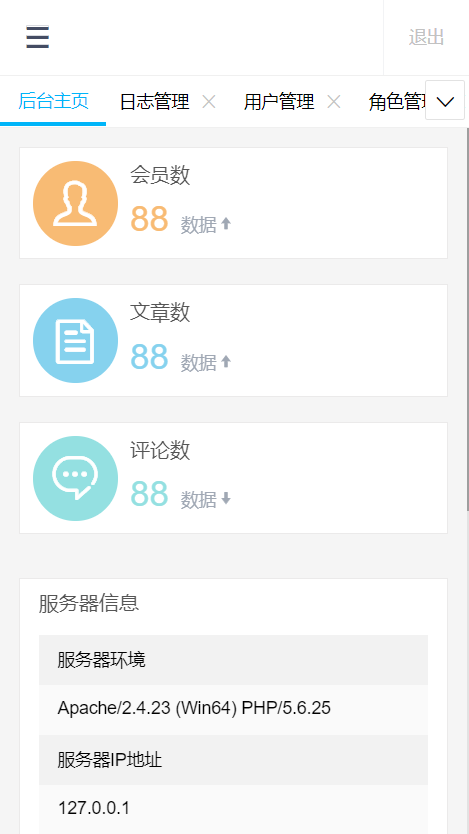 退出
后台主页 日志管理 用户管理 角色管
会员数
88 数据
文章数
88 数据
评论数
88 数据
服务器信息
服务器环境
Apache/2.4.23 (Win64) PHP/5.6.25
服务器IP地址
127.0.0.1